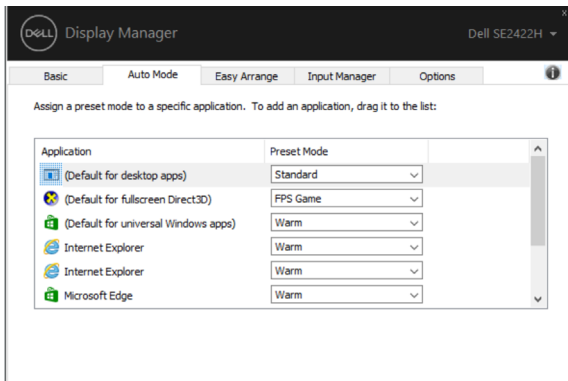 x
DELL Display Manager Dell SE2422H
Basic Auto Mode Easy Arrange Input Manager Options i
Assign a preset mode to a specific application. To add an application, drag it to the list:
Application Preset Mode
(Default for desktop apps) Standard
(Default for fullscreen Direct3D) FPS Game
(Default for universal Windows apps) Warm
Internet Explorer Warm
Internet Explorer Warm
Microsoft Edge Warm